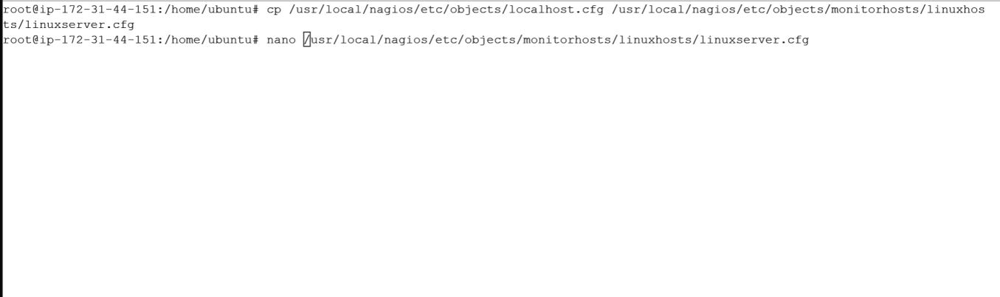 root@ip-172-31-44-151:/home/ubuntu# cp /usr/local/nagios/etc/objects/localhost.cfg /usr/local/nagios/etc/objects/monitorhosts/linuxhos
ts/linuxserver.cfg
root@ip-172-31-44-151:/home/ubuntu# nano /usr/local/nagios/etc/objects/monitorhosts/linuxhosts/linuxserver.cfg